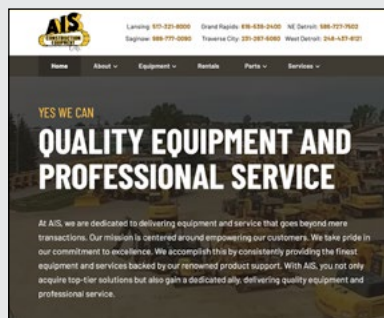 AIS
CONSTRUCTION
EQUIPMENT
Lansing: 517-321-8000 Grand Rapids: 616-538-2400 NE Detroit: 586-727-7502
Saginaw: 989-777-0090 Traverse City: 231-267-5060 West Detroit: 248-437-8121
Home About Equipment Rentals Parts Services
YES WE CAN
QUALITY EQUIPMENT AND
PROFESSIONAL SERVICE
At AIS, we are dedicated to delivering equipment and service that goes beyond mere
transactions. Our mission is centered around empowering our customers. We take pride in
our commitment to excellence. We accomplish this by consistently providing the finest
equipment and services backed by our renowned product support. With AIS, you not only
acquire top-tier solutions but also gain a dedicated ally, delivering quality equipment and
professional service.